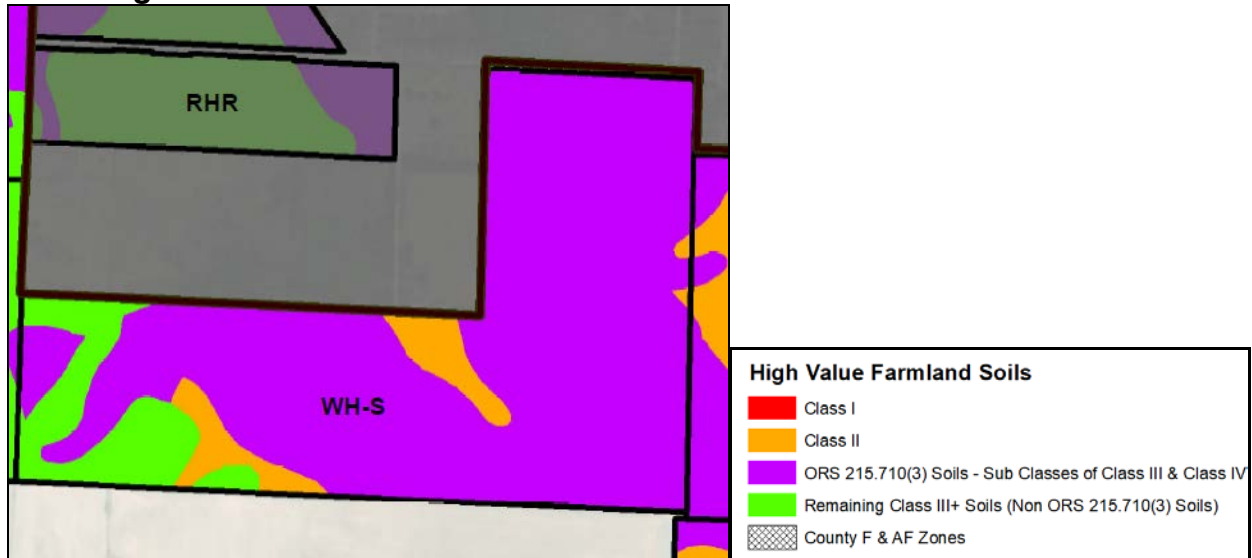 RHR
WH-S
High Value Farmland Soils
Class I
Class II
ORS 215.710(3) Soils - Sub Classes of Class III & Class IV
Remaining Class III+ Soils (Non ORS 215.710(3) Soils)
County F & AF Zones